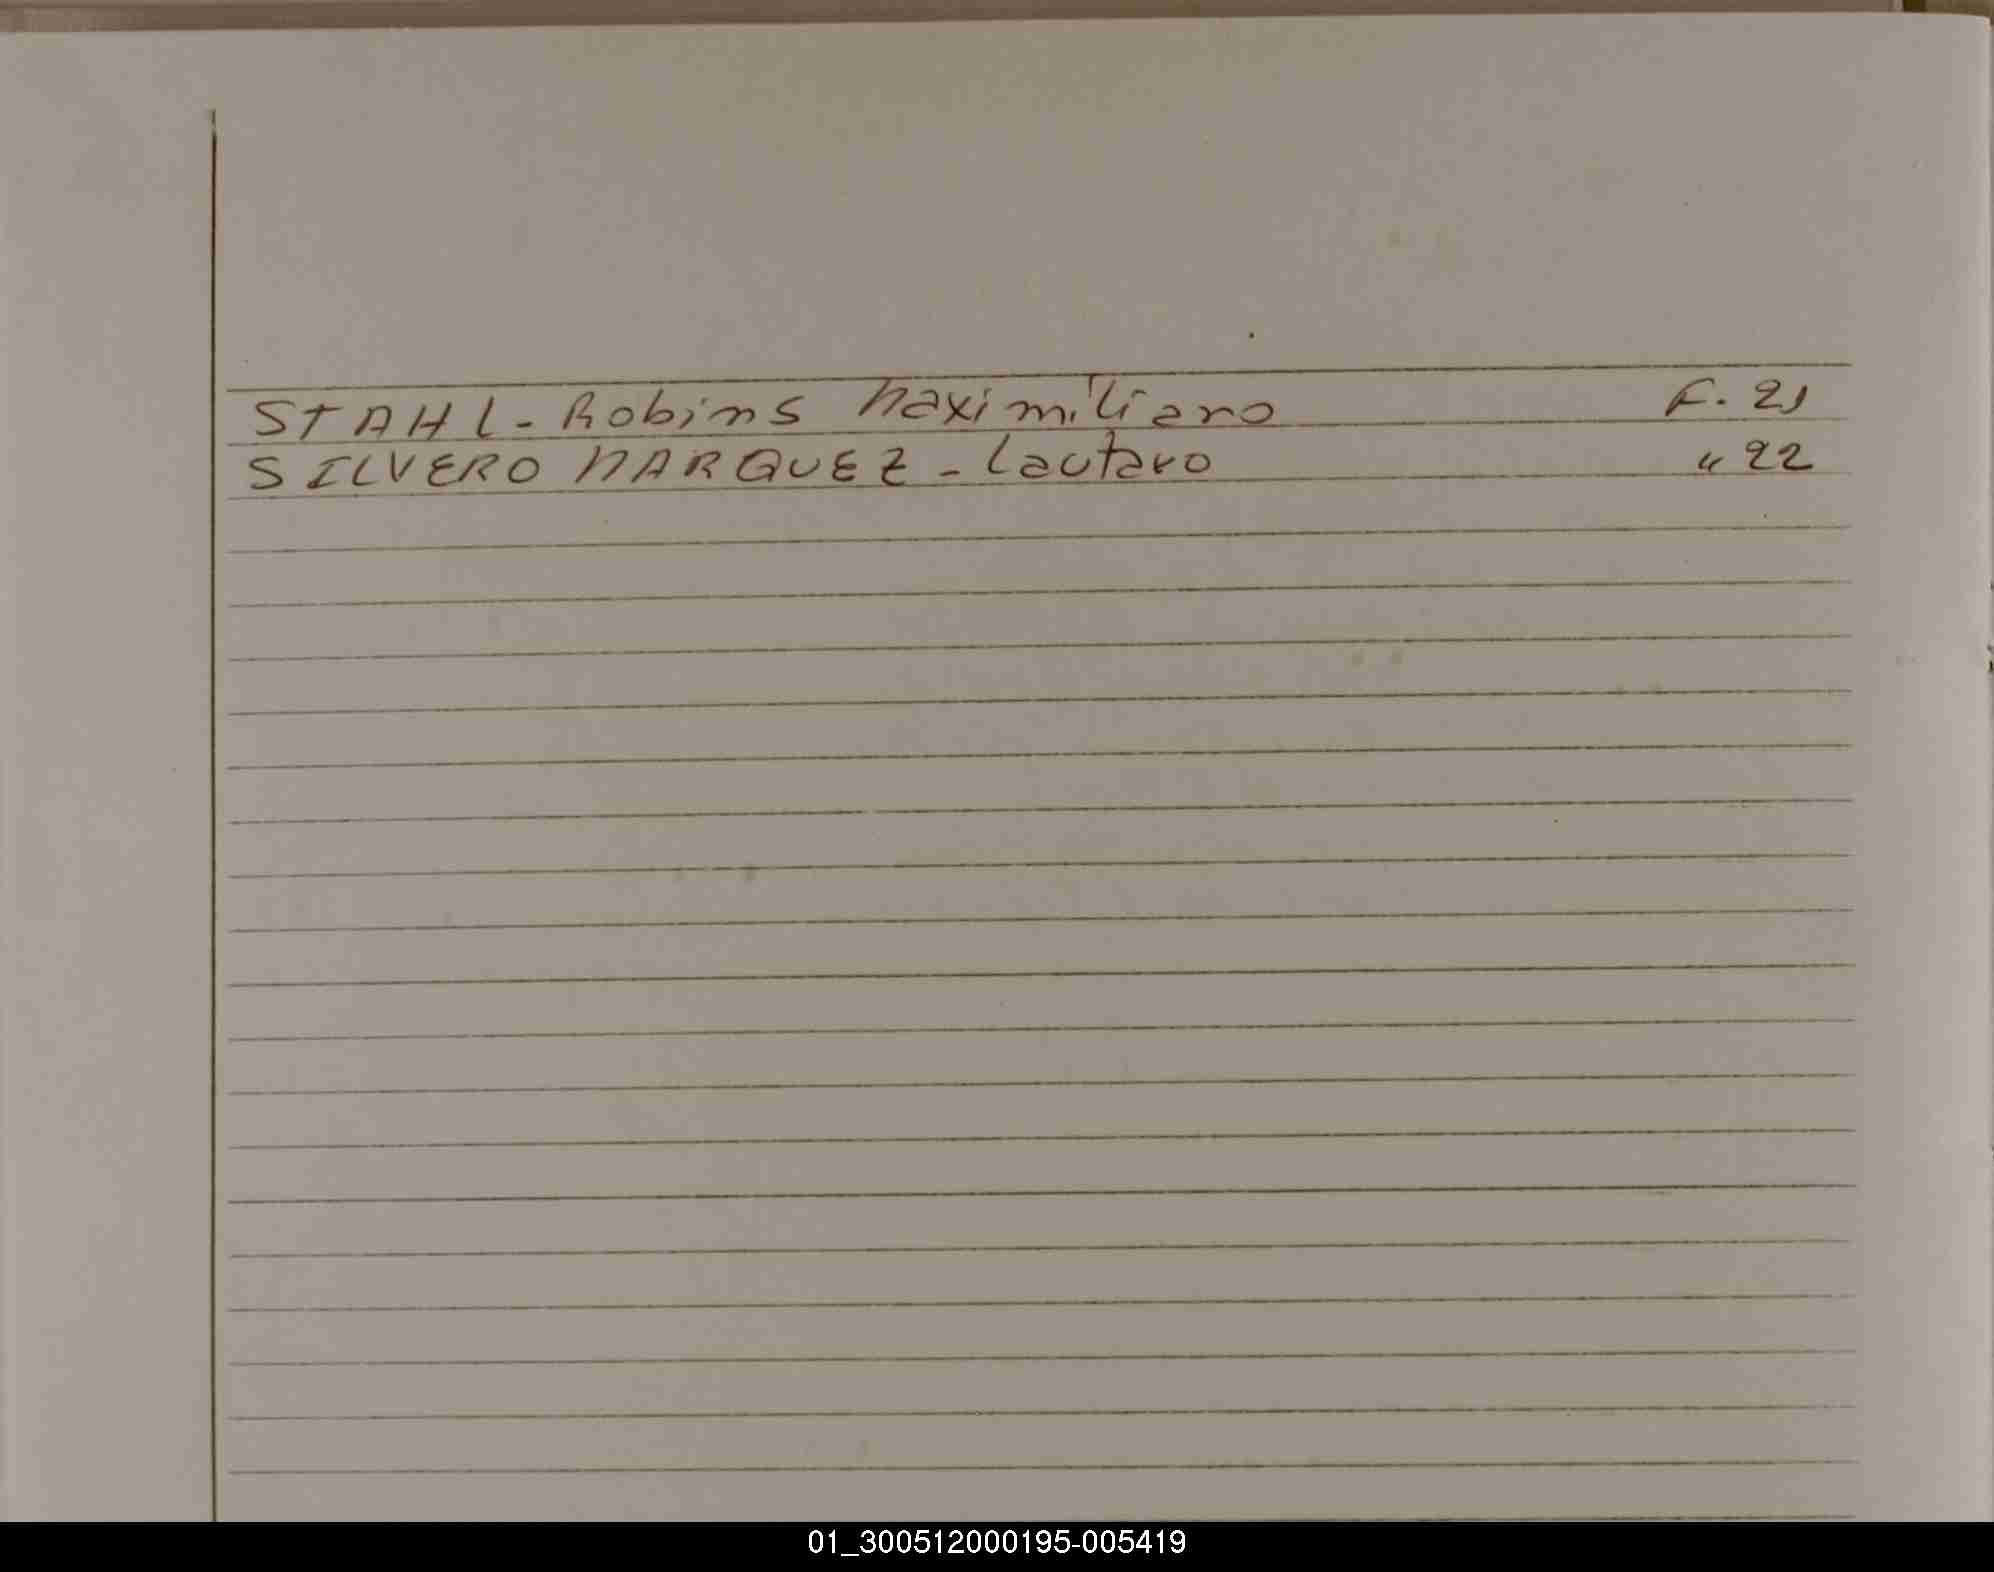 STAHL - Robins Maximiliano F. 21
SILVERO MARQUEZ - Lautaro " 22
01_300512000195-005419